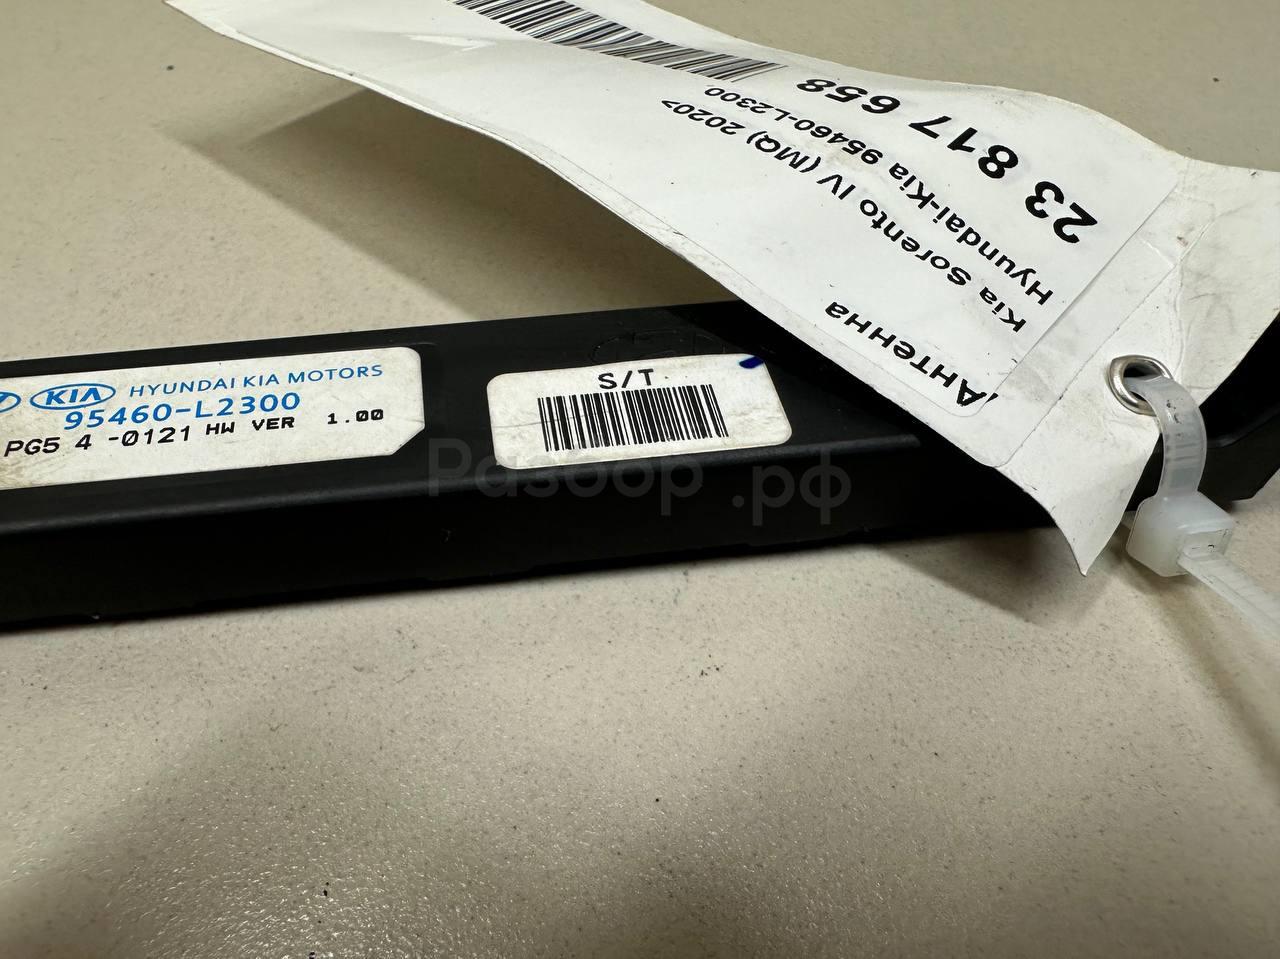 KIA HYUNDAI KIA MOTORS
95460-L2300
PG5 4 -0121 HW VER 1.00
S/T
Антенна
Kia Sorento IV (MQ) 2020>
Hyundai-Kia 95460-L2300
23 817 658
Разбор.рф